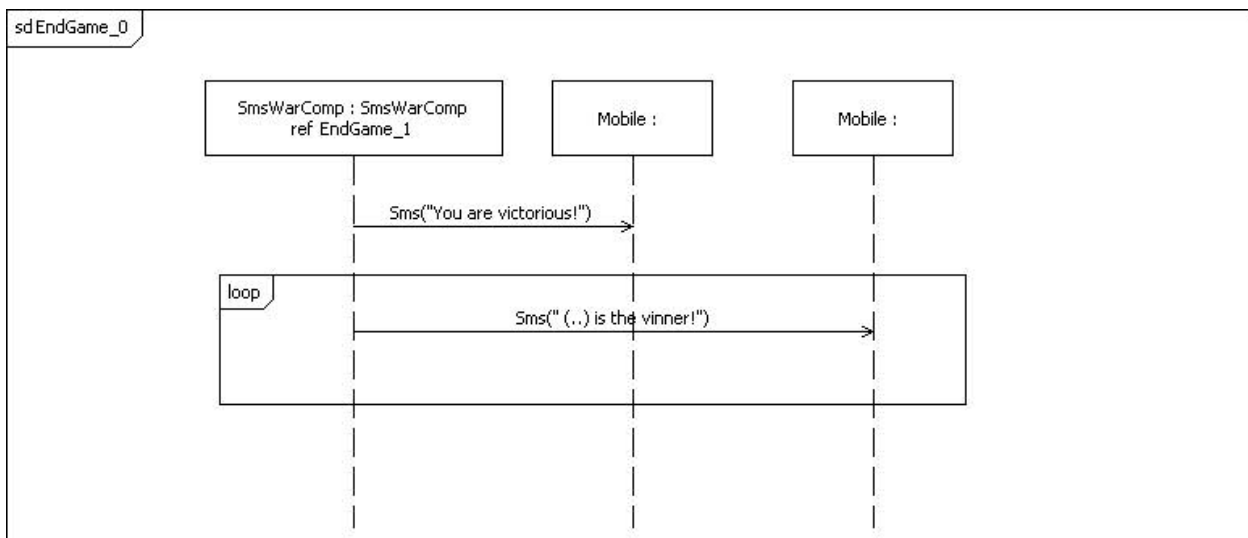 sd EndGame_0
SmsWarComp : SmsWarComp
ref EndGame_1
Mobile :
Mobile :
Sms("You are victorious!")
loop
Sms(" (..) is the vinner!")